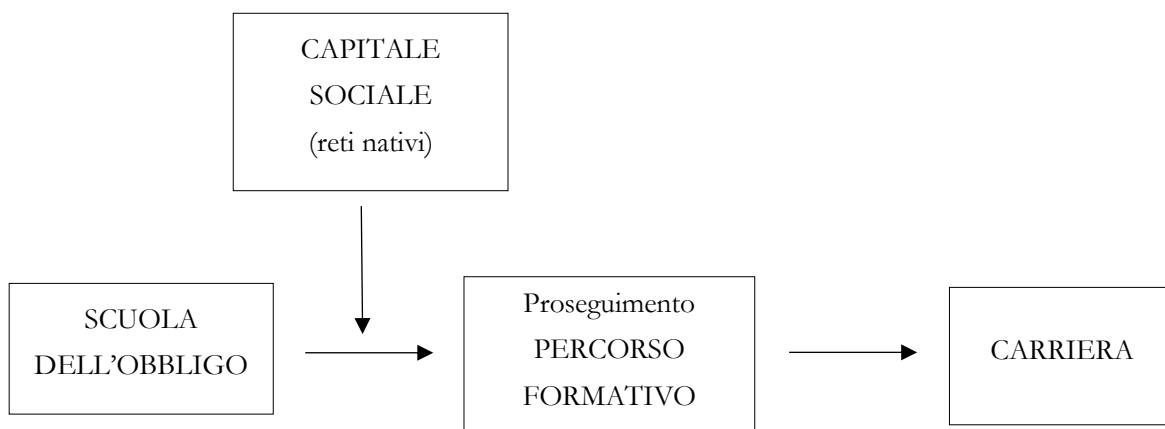 CAPITALE
SOCIALE
(reti nativi)
SCUOLA
DELL’OBBLIGO
Proseguimento
PERCORSO
FORMATIVO
CARRIERA